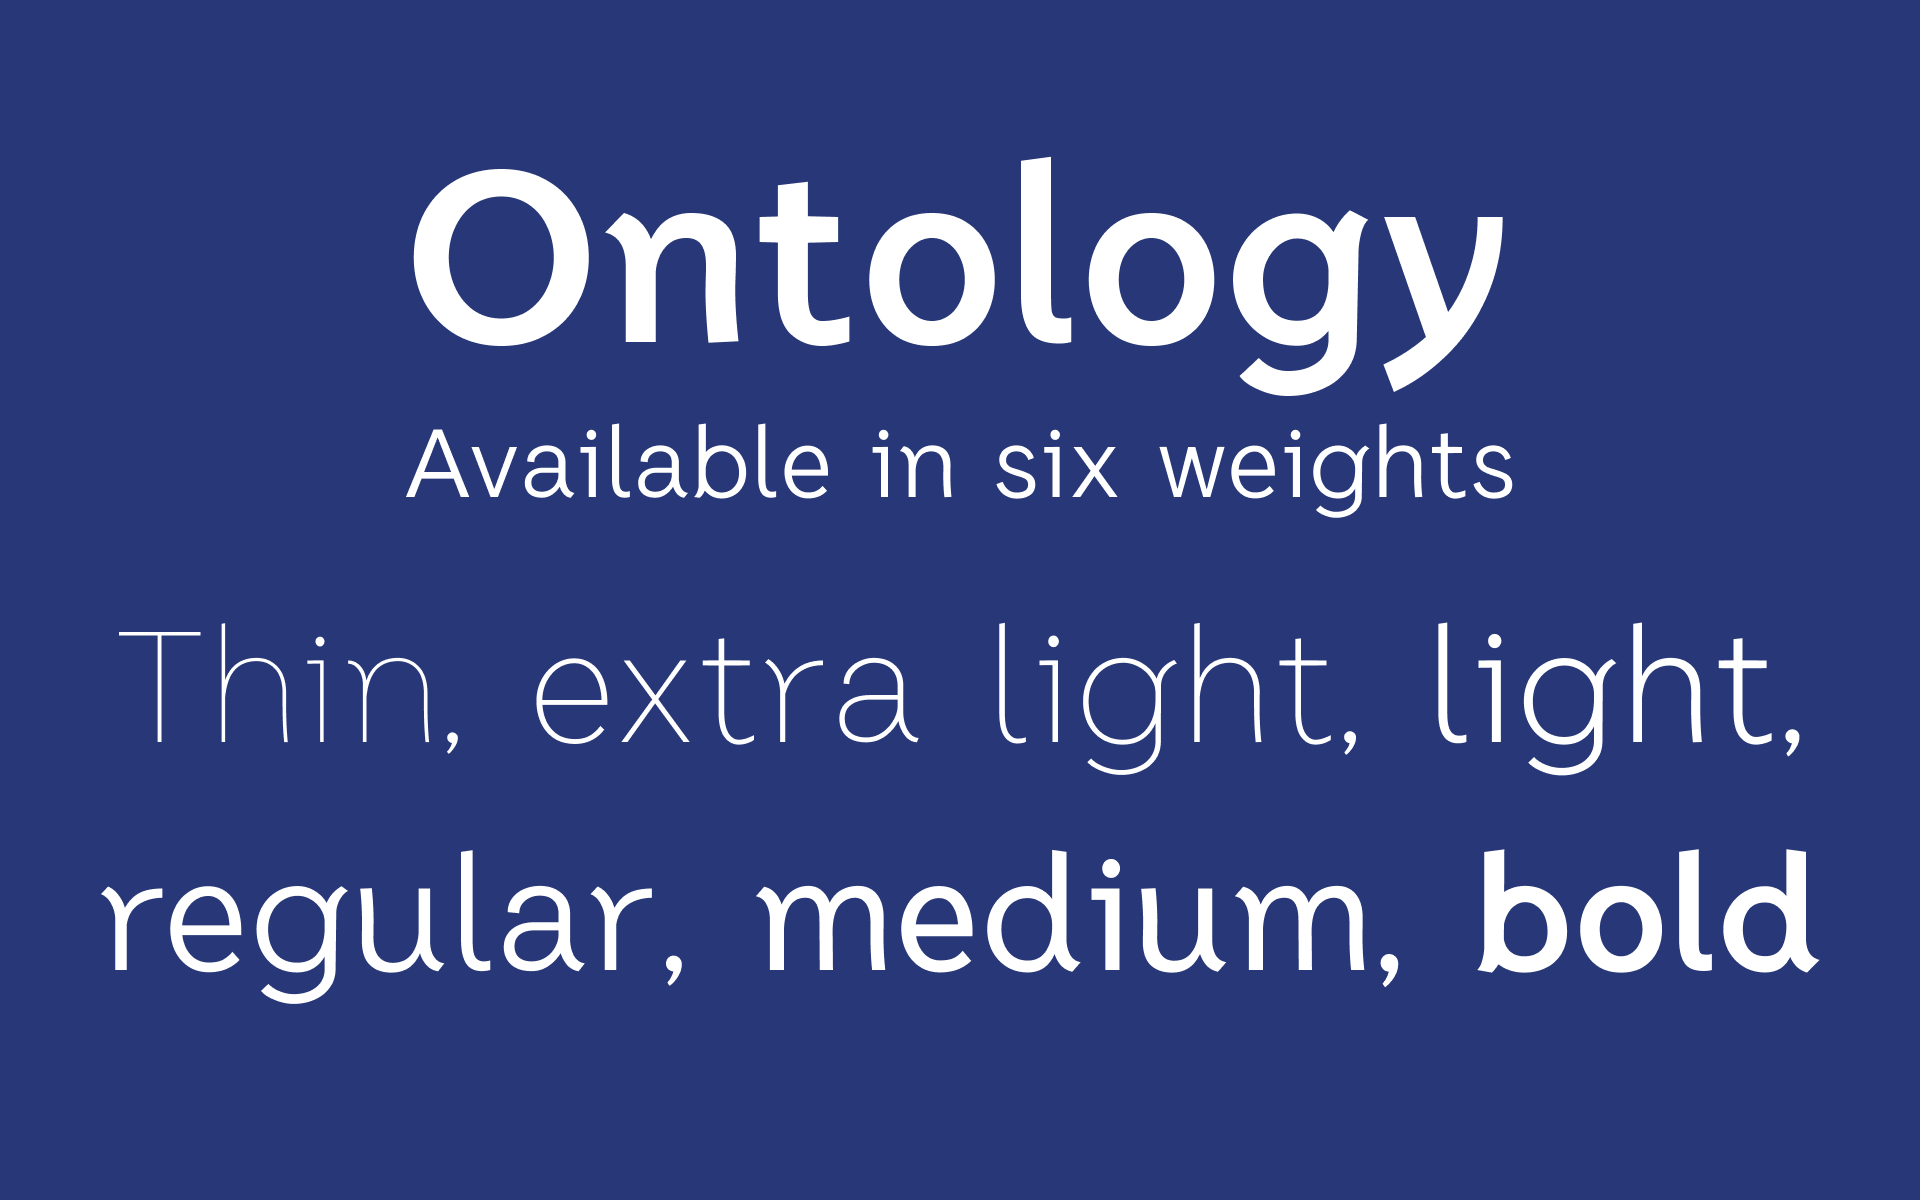 Ontology
Available in six weights
Thin, extra light, light,
regular, medium, bold